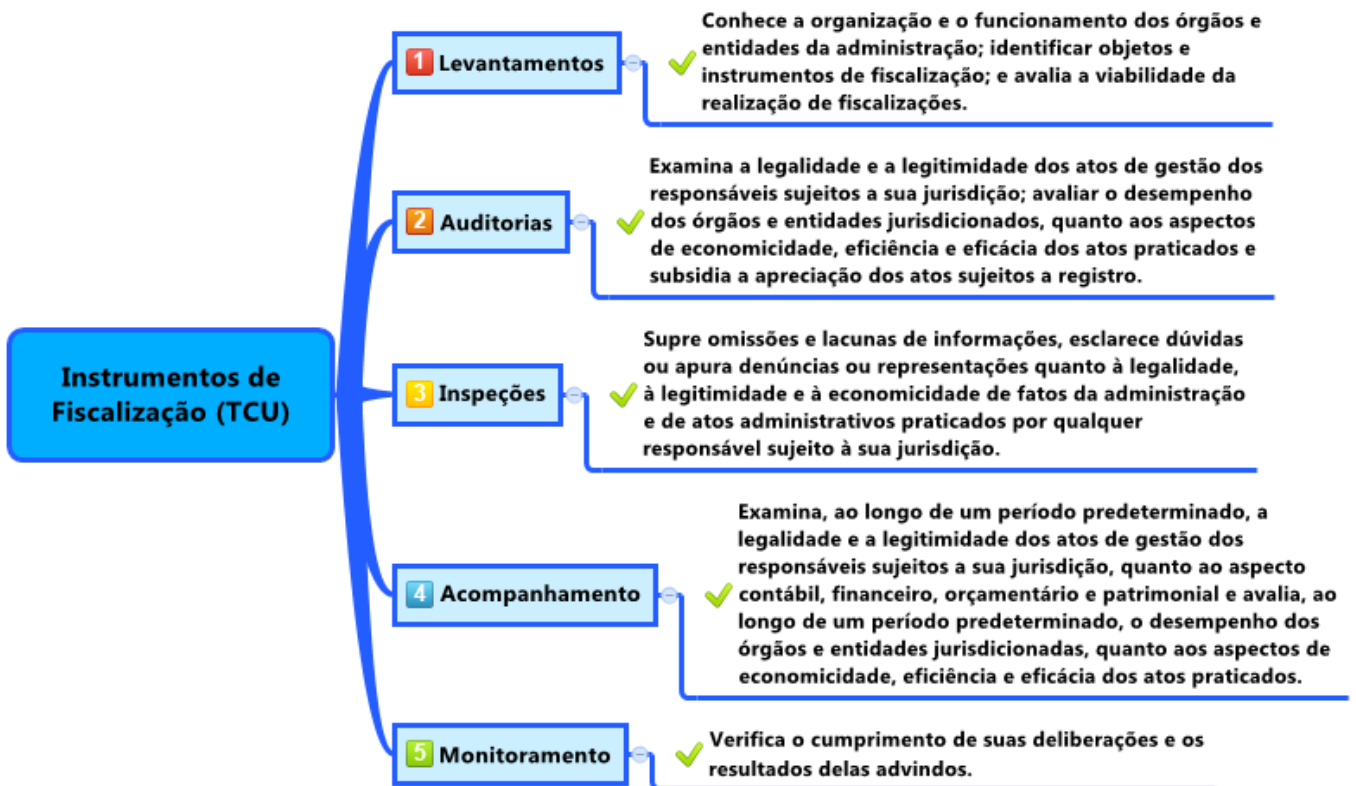 Instrumentos de
Fiscalização (TCU)
1 Levantamentos
Conhece a organização e o funcionamento dos órgãos e
entidades da administração; identificar objetos e
instrumentos de fiscalização; e avalia a viabilidade da
realização de fiscalizações.
2 Auditorias
Examina a legalidade e a legitimidade dos atos de gestão dos
responsáveis sujeitos a sua jurisdição; avaliar o desempenho
dos órgãos e entidades jurisdicionados, quanto aos aspectos
de economicidade, eficiência e eficácia dos atos praticados e
subsidia a apreciação dos atos sujeitos a registro.
3 Inspeções
Supre omissões e lacunas de informações, esclarece dúvidas
ou apura denúncias ou representações quanto à legalidade,
à legitimidade e à economicidade de fatos da administração
e de atos administrativos praticados por qualquer
responsável sujeito à sua jurisdição.
4 Acompanhamento
Examina, ao longo de um período predeterminado, a
legalidade e a legitimidade dos atos de gestão dos
responsáveis sujeitos a sua jurisdição, quanto ao aspecto
contábil, financeiro, orçamentário e patrimonial e avalia, ao
longo de um período predeterminado, o desempenho dos
órgãos e entidades jurisdicionadas, quanto aos aspectos de
economicidade, eficiência e eficácia dos atos praticados.
5 Monitoramento
Verifica o cumprimento de suas deliberações e os
resultados delas advindos.